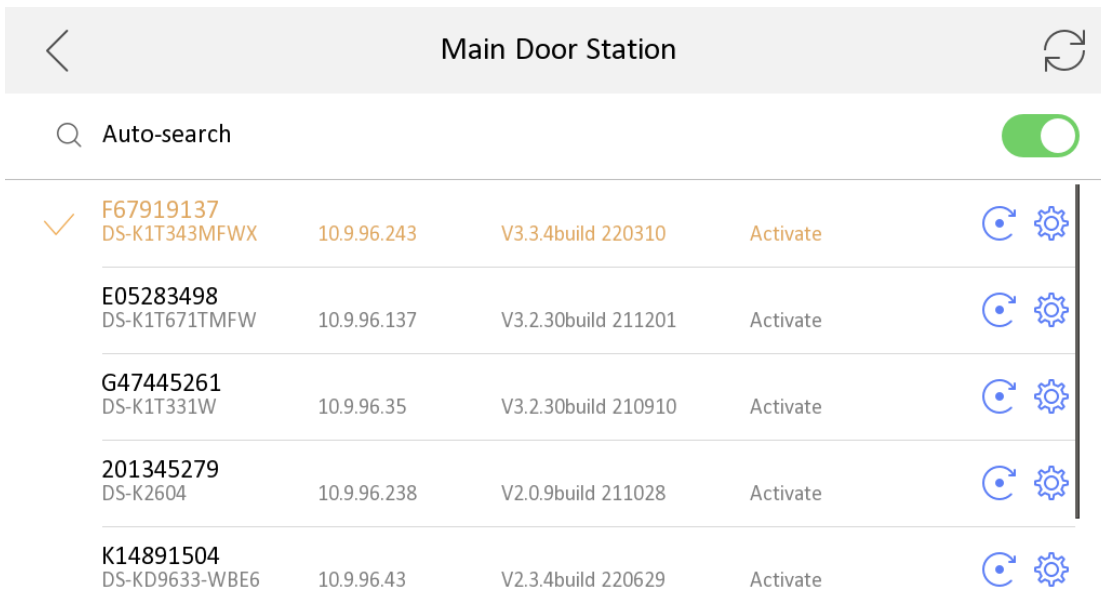 Main Door Station
Auto-search
F67919137
DS-K1T343MFWX 10.9.96.243 V3.3.4build 220310 Activate
E05283498
DS-K1T671TMFW 10.9.96.137 V3.2.30build 211201 Activate
G47445261
DS-K1T331W 10.9.96.35 V3.2.30build 210910 Activate
201345279
DS-K2604 10.9.96.238 V2.0.9build 211028 Activate
K14891504
DS-KD9633-WBE6 10.9.96.43 V2.3.4build 220629 Activate